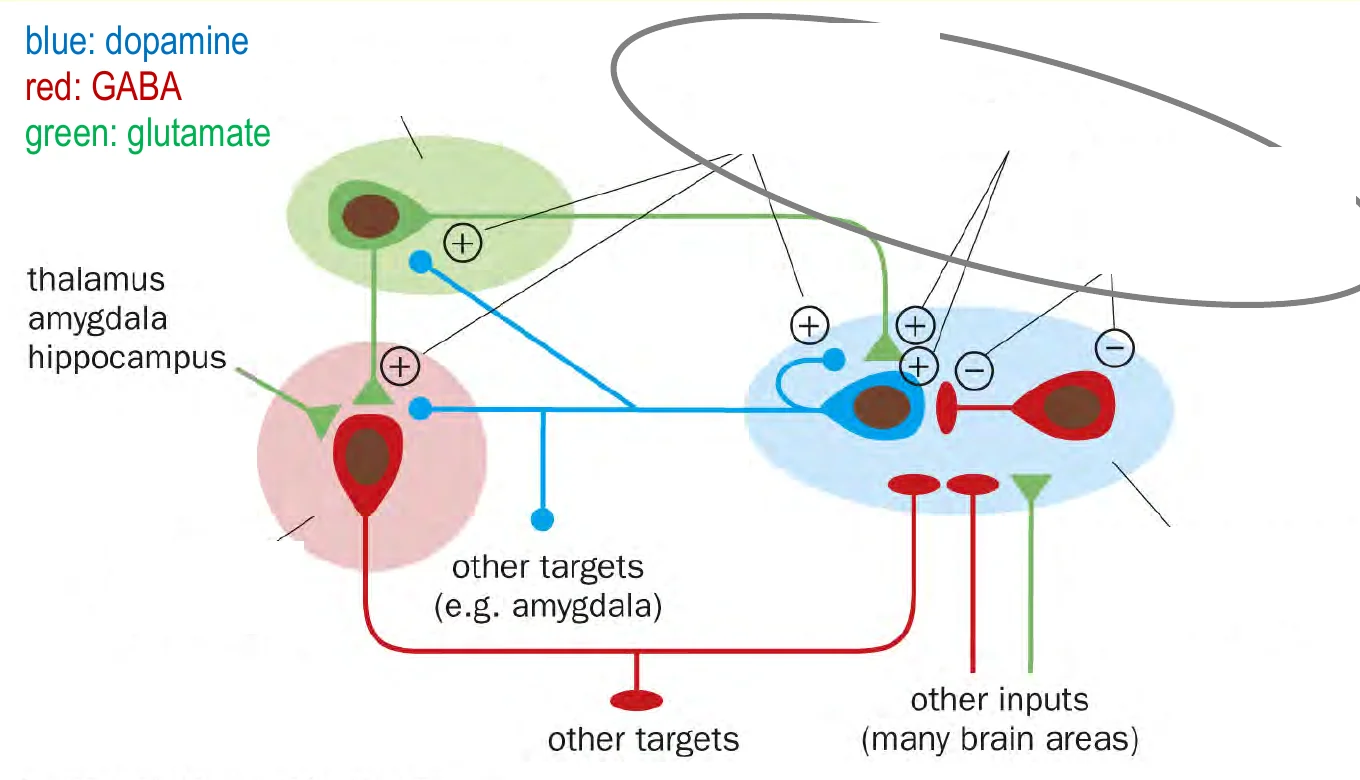 blue: dopamine
red: GABA
green: glutamate
thalamus
amygdala
hippocampus
+
+
+
+
+
−
−
other targets
(e.g. amygdala)
other targets
other inputs
(many brain areas)